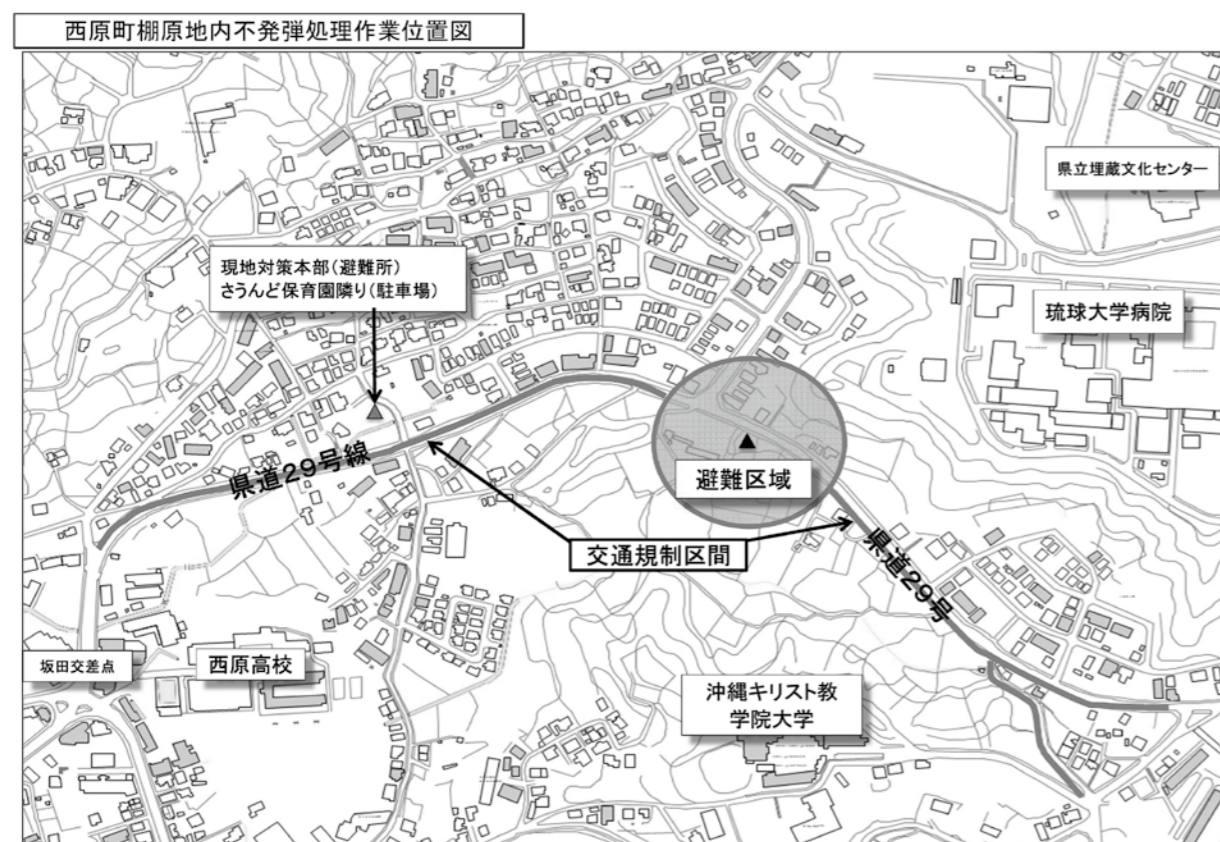 西原町棚原地内不発弾処理作業位置図
県立埋蔵文化センター
現地対策本部(避難所)
さうんど保育園隣り(駐車場)
琉球大学病院
県道29号線
避難区域
交通規制区間
県道29号
坂田交差点
西原高校
沖縄キリスト教
学院大学